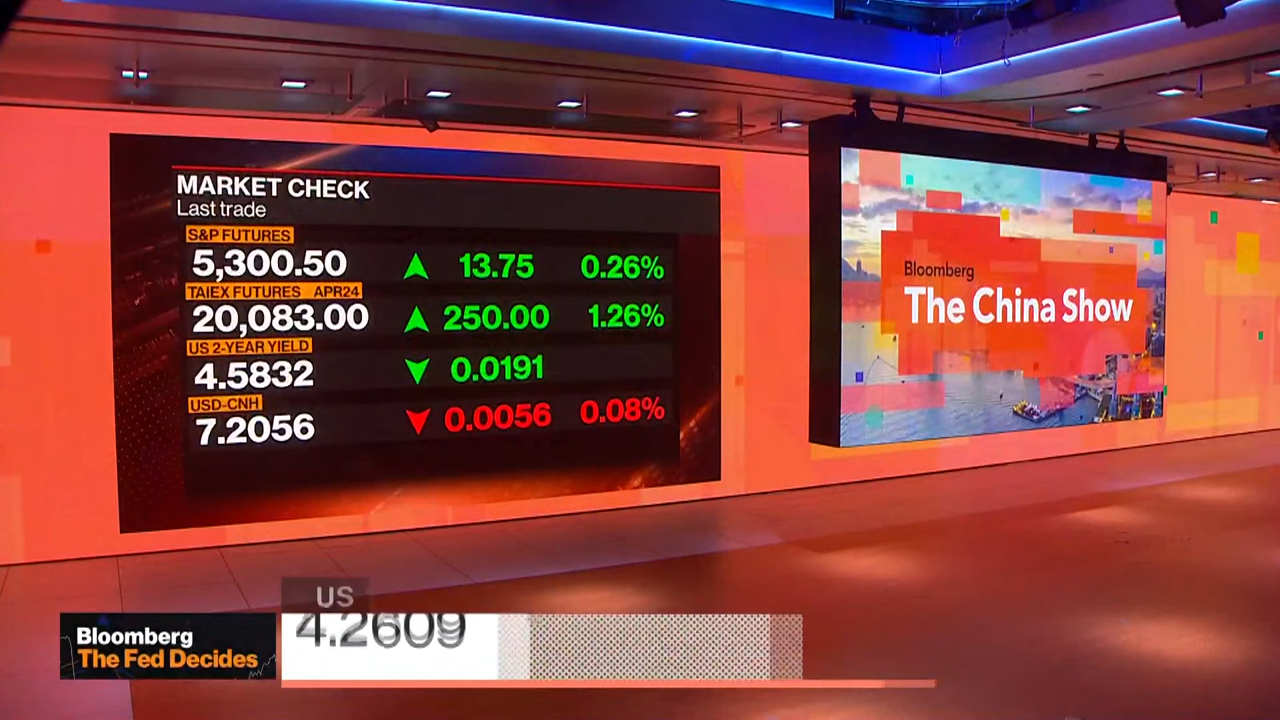 MARKET CHECK
Last trade
S&P FUTURES
5,300.50 13.75 0.26%
TAIEX FUTURES APR24
20,083.00 250.00 1.26%
US 2-YEAR YIELD
4.5832 0.0191
USD-CNH
7.2056 0.0056 0.08%
Bloomberg
The China Show
US
4.2609
Bloomberg
The Fed Decides